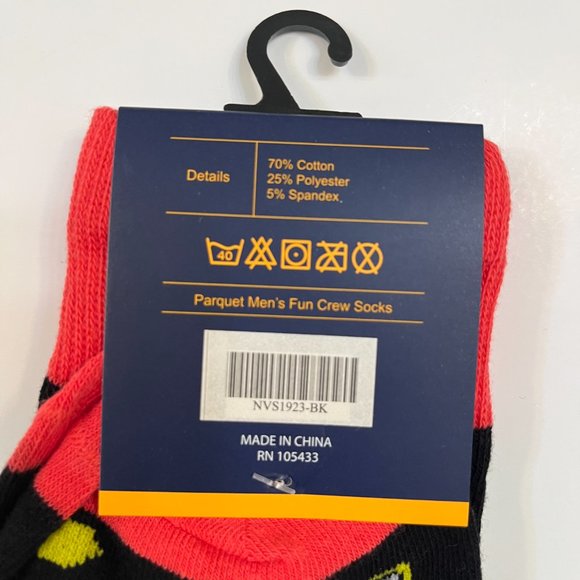 Details
70% Cotton
25% Polyester
5% Spandex.
40
Parquet Men's Fun Crew Socks
NVS1923-BK
MADE IN CHINA
RN 105433